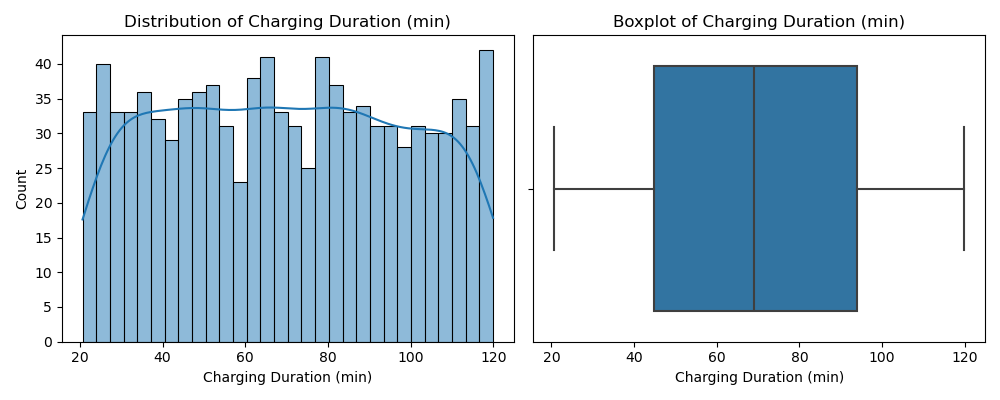 Distribution of Charging Duration (min)
Count
40
35
30
25
20
15
10
5
0
20 40 60 80 100 120
Charging Duration (min)
Boxplot of Charging Duration (min)
20 40 60 80 100 120
Charging Duration (min)